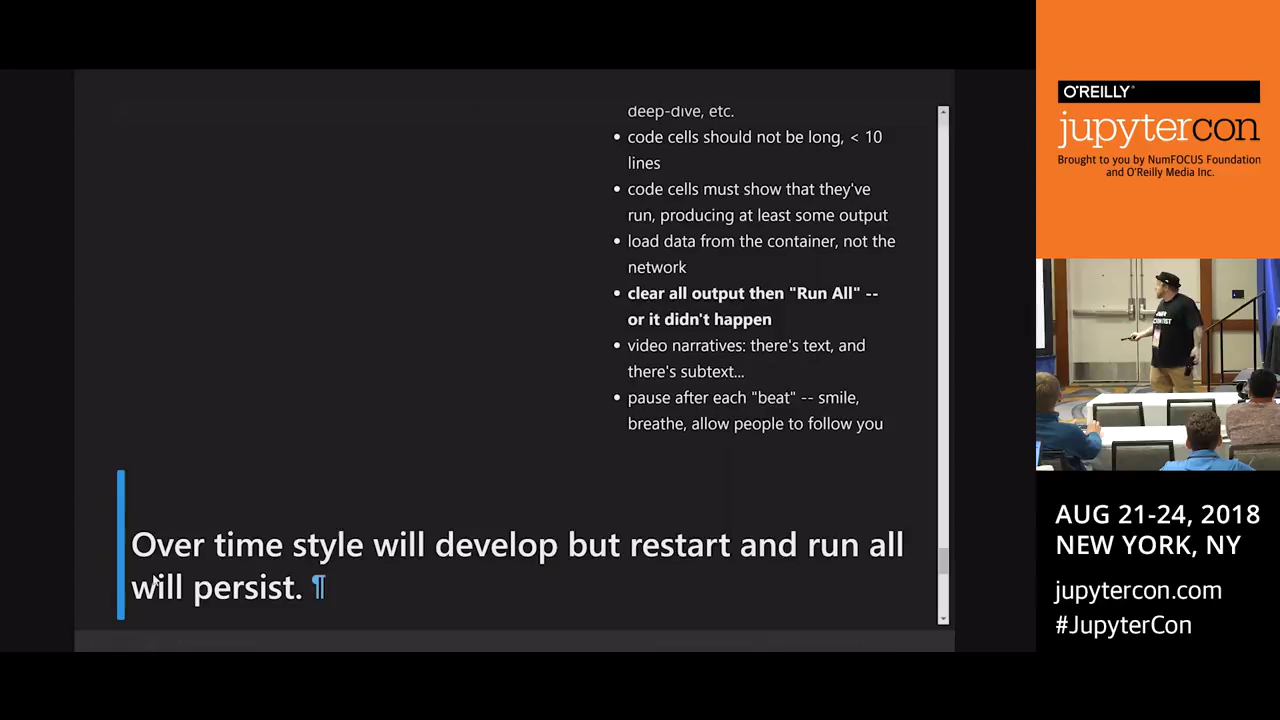 deep-dive, etc.
• code cells should not be long, < 10
lines
• code cells must show that they've
run, producing at least some output
• load data from the container, not the
network
• clear all output then "Run All" --
or it didn't happen
• video narratives: there's text, and
there's subtext...
• pause after each "beat" -- smile,
breathe, allow people to follow you
Over time style will develop but restart and run all
will persist. ¶
O'REILLY®
jupytercon
Brought to you by NumFOCUS Foundation
and O'Reilly Media Inc.
AUG 21-24, 2018
NEW YORK, NY
jupytercon.com
#JupyterCon